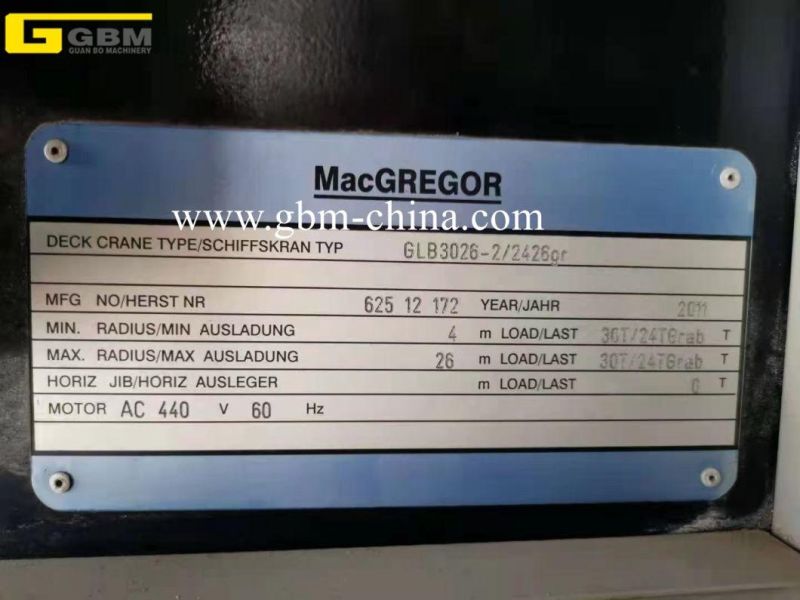 GBM
GUAN BO MACHINERY
MacGREGOR
www.gbm-china.com
DECK CRANE TYPE/SCHIFFSKRAN TYP GLB3026-2/2426gr
MFG NO/HERST NR 625 12 172 YEAR/JAHR 2011
MIN. RADIUS/MIN AUSLADUNG 4 m LOAD/LAST 30T/24TGrab T
MAX. RADIUS/MAX AUSLADUNG 26 m LOAD/LAST 30T/24TGrab T
HORIZ JIB/HORIZ AUSLEGER m LOAD/LAST 6 T
MOTOR AC 440 V 60 Hz